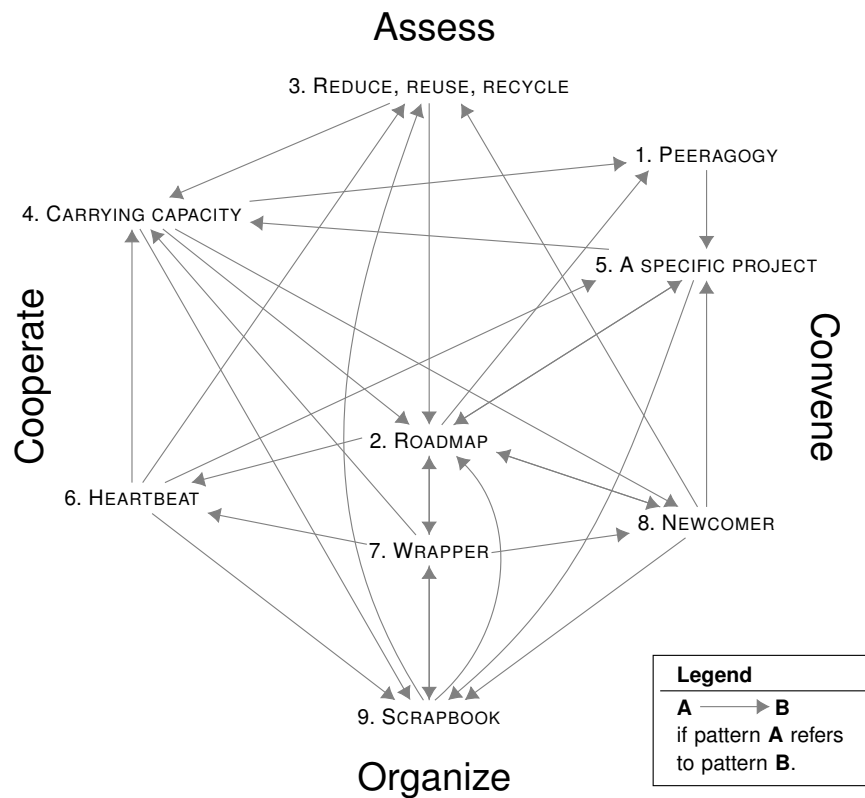 Assess
3. REDUCE, REUSE, RECYCLE
1. PEERAGOGY
4. CARRYING CAPACITY
5. A SPECIFIC PROJECT
Cooperate
Convene
2. ROADMAP
6. HEARTBEAT
8. NEWCOMER
7. WRAPPER
9. SCRAPBOOK
Organize
Legend
A B
if pattern A refers
to pattern B.